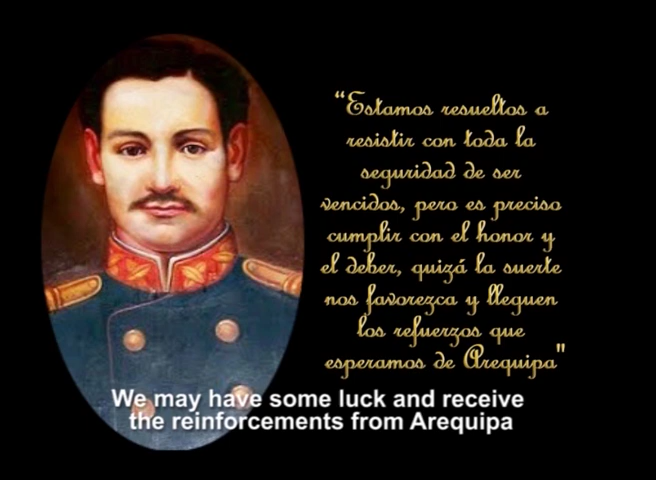 “Estamos resueltos a
resistir con toda la
seguridad de ser
vencidos, pero es preciso
cumplir con el honor y
el deber, quizá la suerte
nos favorezca y lleguen
los refuerzos que
esperamos de Arequipa"
We may have some luck and receive
the reinforcements from Arequipa